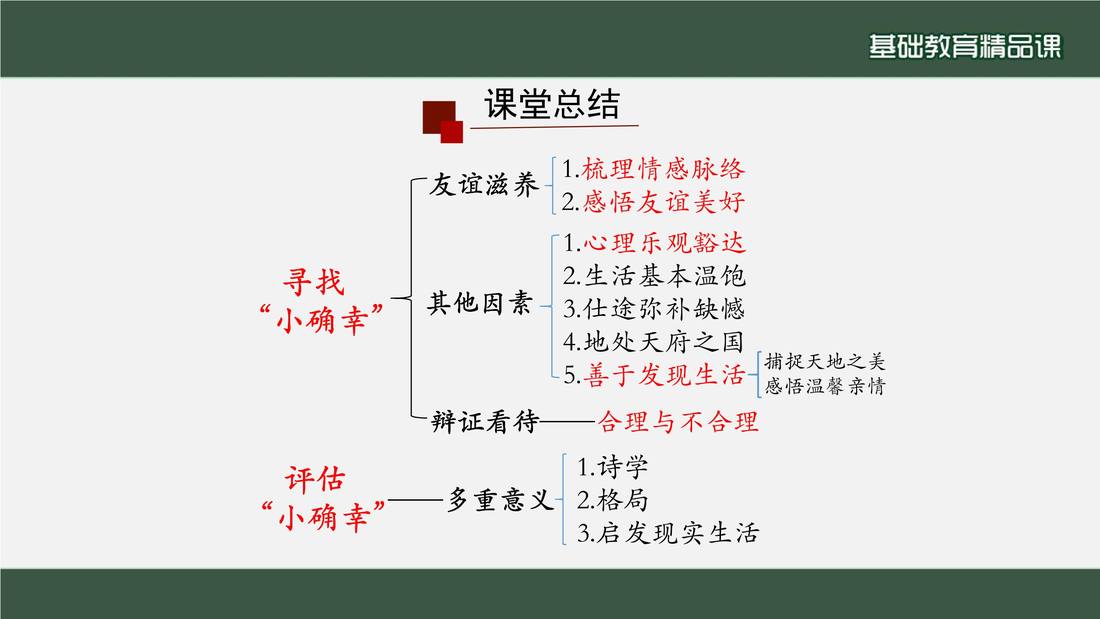 基础教育精品课
课堂总结
寻找
“小确幸”
友谊滋养
1.梳理情感脉络
2.感悟友谊美好
其他因素
1.心理乐观豁达
2.生活基本温饱
3.仕途弥补缺憾
4.地处天府之国
5.善于发现生活
捕捉天地之美
感悟温馨亲情
辩证看待
合理与不合理
评估
“小确幸”
多重意义
1.诗学
2.格局
3.启发现实生活